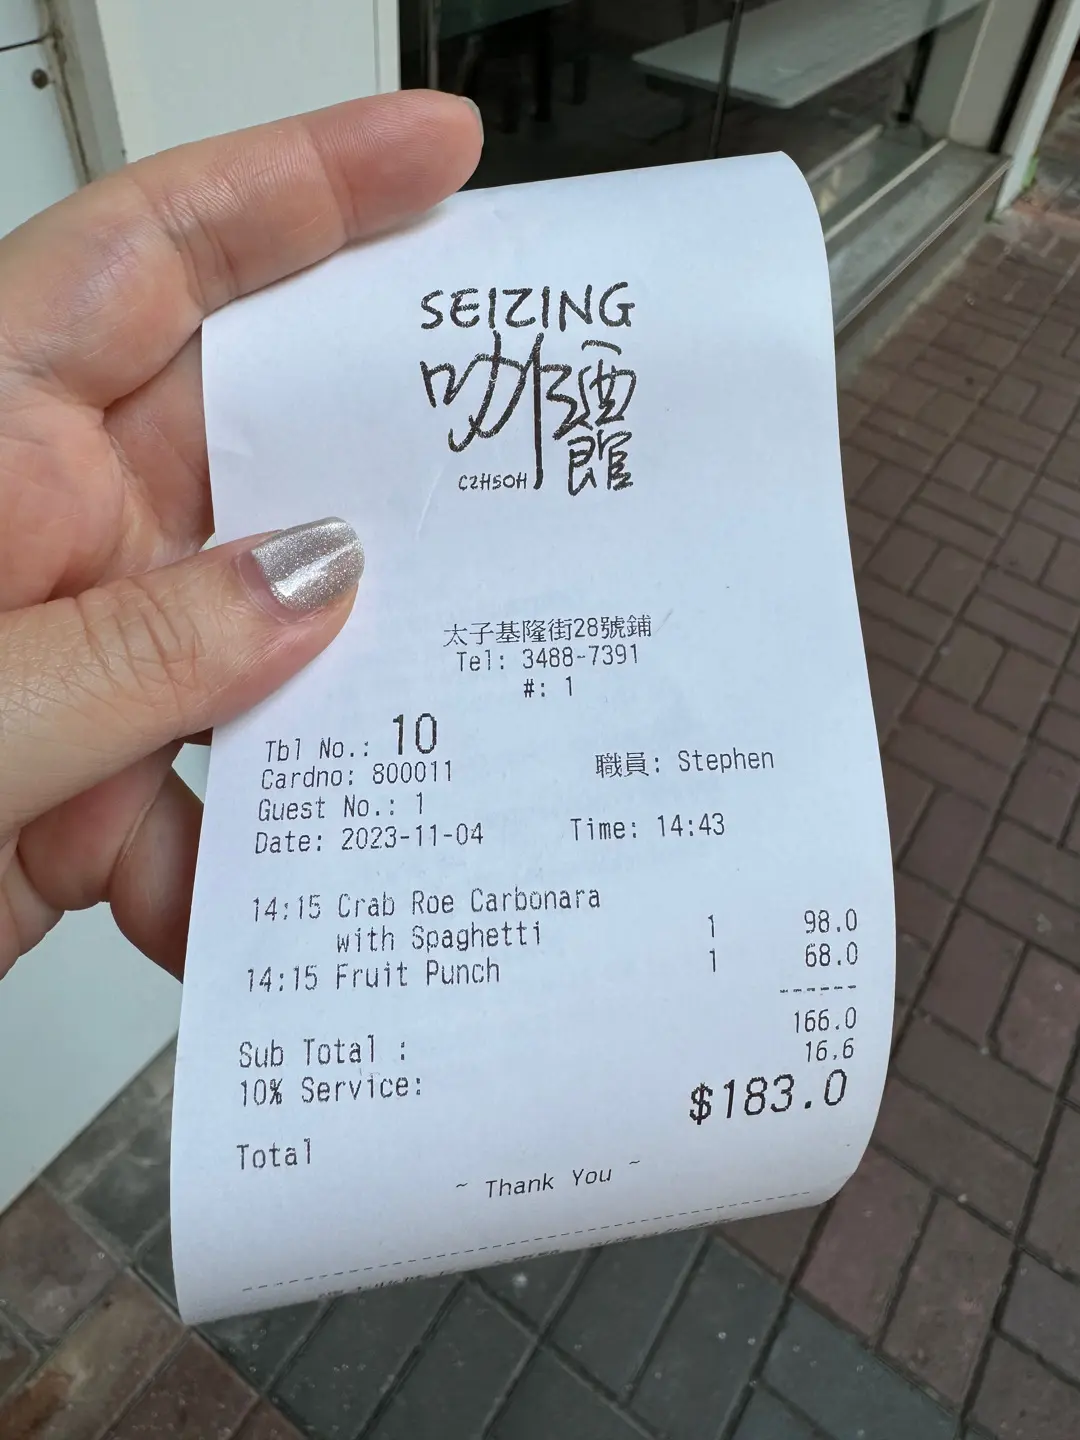 SEIZING
咖酒
館
C2H5OH
太子基隆街28號鋪
Tel: 3488-7391
#: 1
Tbl No.: 10
Cardno: 800011
職員: Stephen
Guest No.: 1
Date: 2023-11-04 Time: 14:43
14:15 Crab Roe Carbonara
with Spaghetti 1 98.0
14:15 Fruit Punch 1 68.0
------
Sub Total : 166.0
10% Service: 16.6
Total $183.0
~ Thank You ~